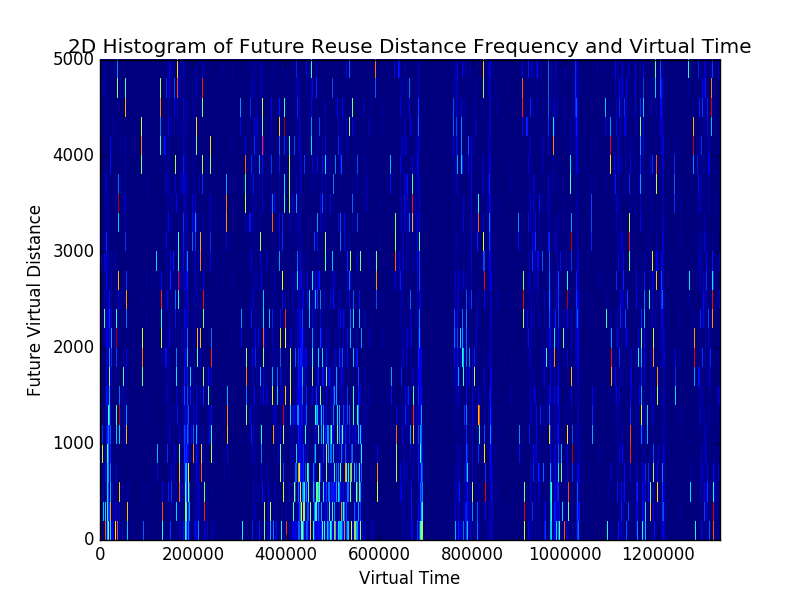 2D Histogram of Future Reuse Distance Frequency and Virtual Time
5000
4000
3000
2000
1000
0
Future Virtual Distance
0 200000 400000 600000 800000 1000000 1200000
Virtual Time